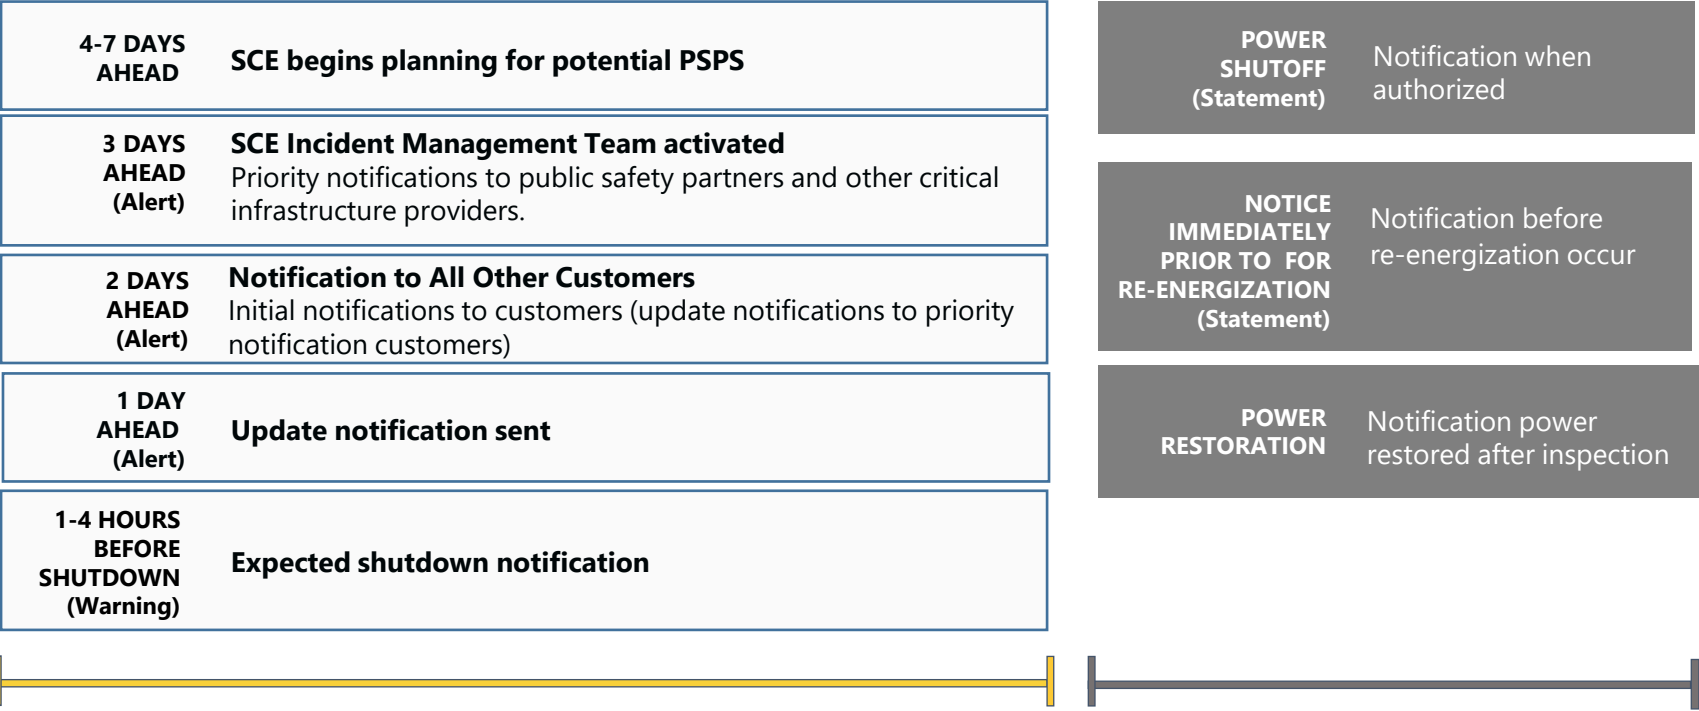 4-7 DAYS
AHEAD
SCE begins planning for potential PSPS
3 DAYS
AHEAD
(Alert)
SCE Incident Management Team activated
Priority notifications to public safety partners and other critical
infrastructure providers.
2 DAYS
AHEAD
(Alert)
Notification to All Other Customers
Initial notifications to customers (update notifications to priority
notification customers)
1 DAY
AHEAD
(Alert)
Update notification sent
1-4 HOURS
BEFORE
SHUTDOWN
(Warning)
Expected shutdown notification
POWER
SHUTOFF
(Statement)
Notification when
authorized
NOTICE
IMMEDIATELY
PRIOR TO FOR
RE-ENERGIZATION
(Statement)
Notification before
re-energization occur
POWER
RESTORATION
Notification power
restored after inspection